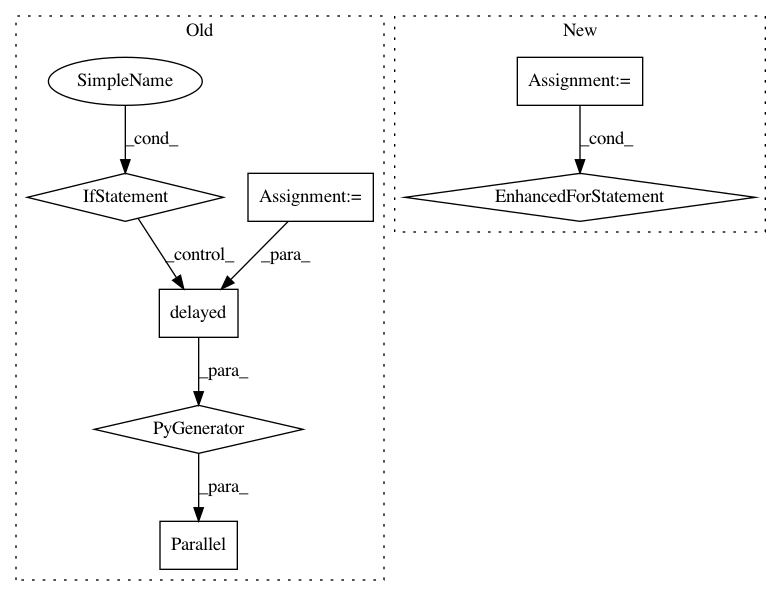 Old
New
SimpleName
Assignment:=
_cond_
_cond_
IfStatement
Assignment:=
EnhancedForStatement
_control_
_para_
delayed
_para_
PyGenerator
_para_
Parallel